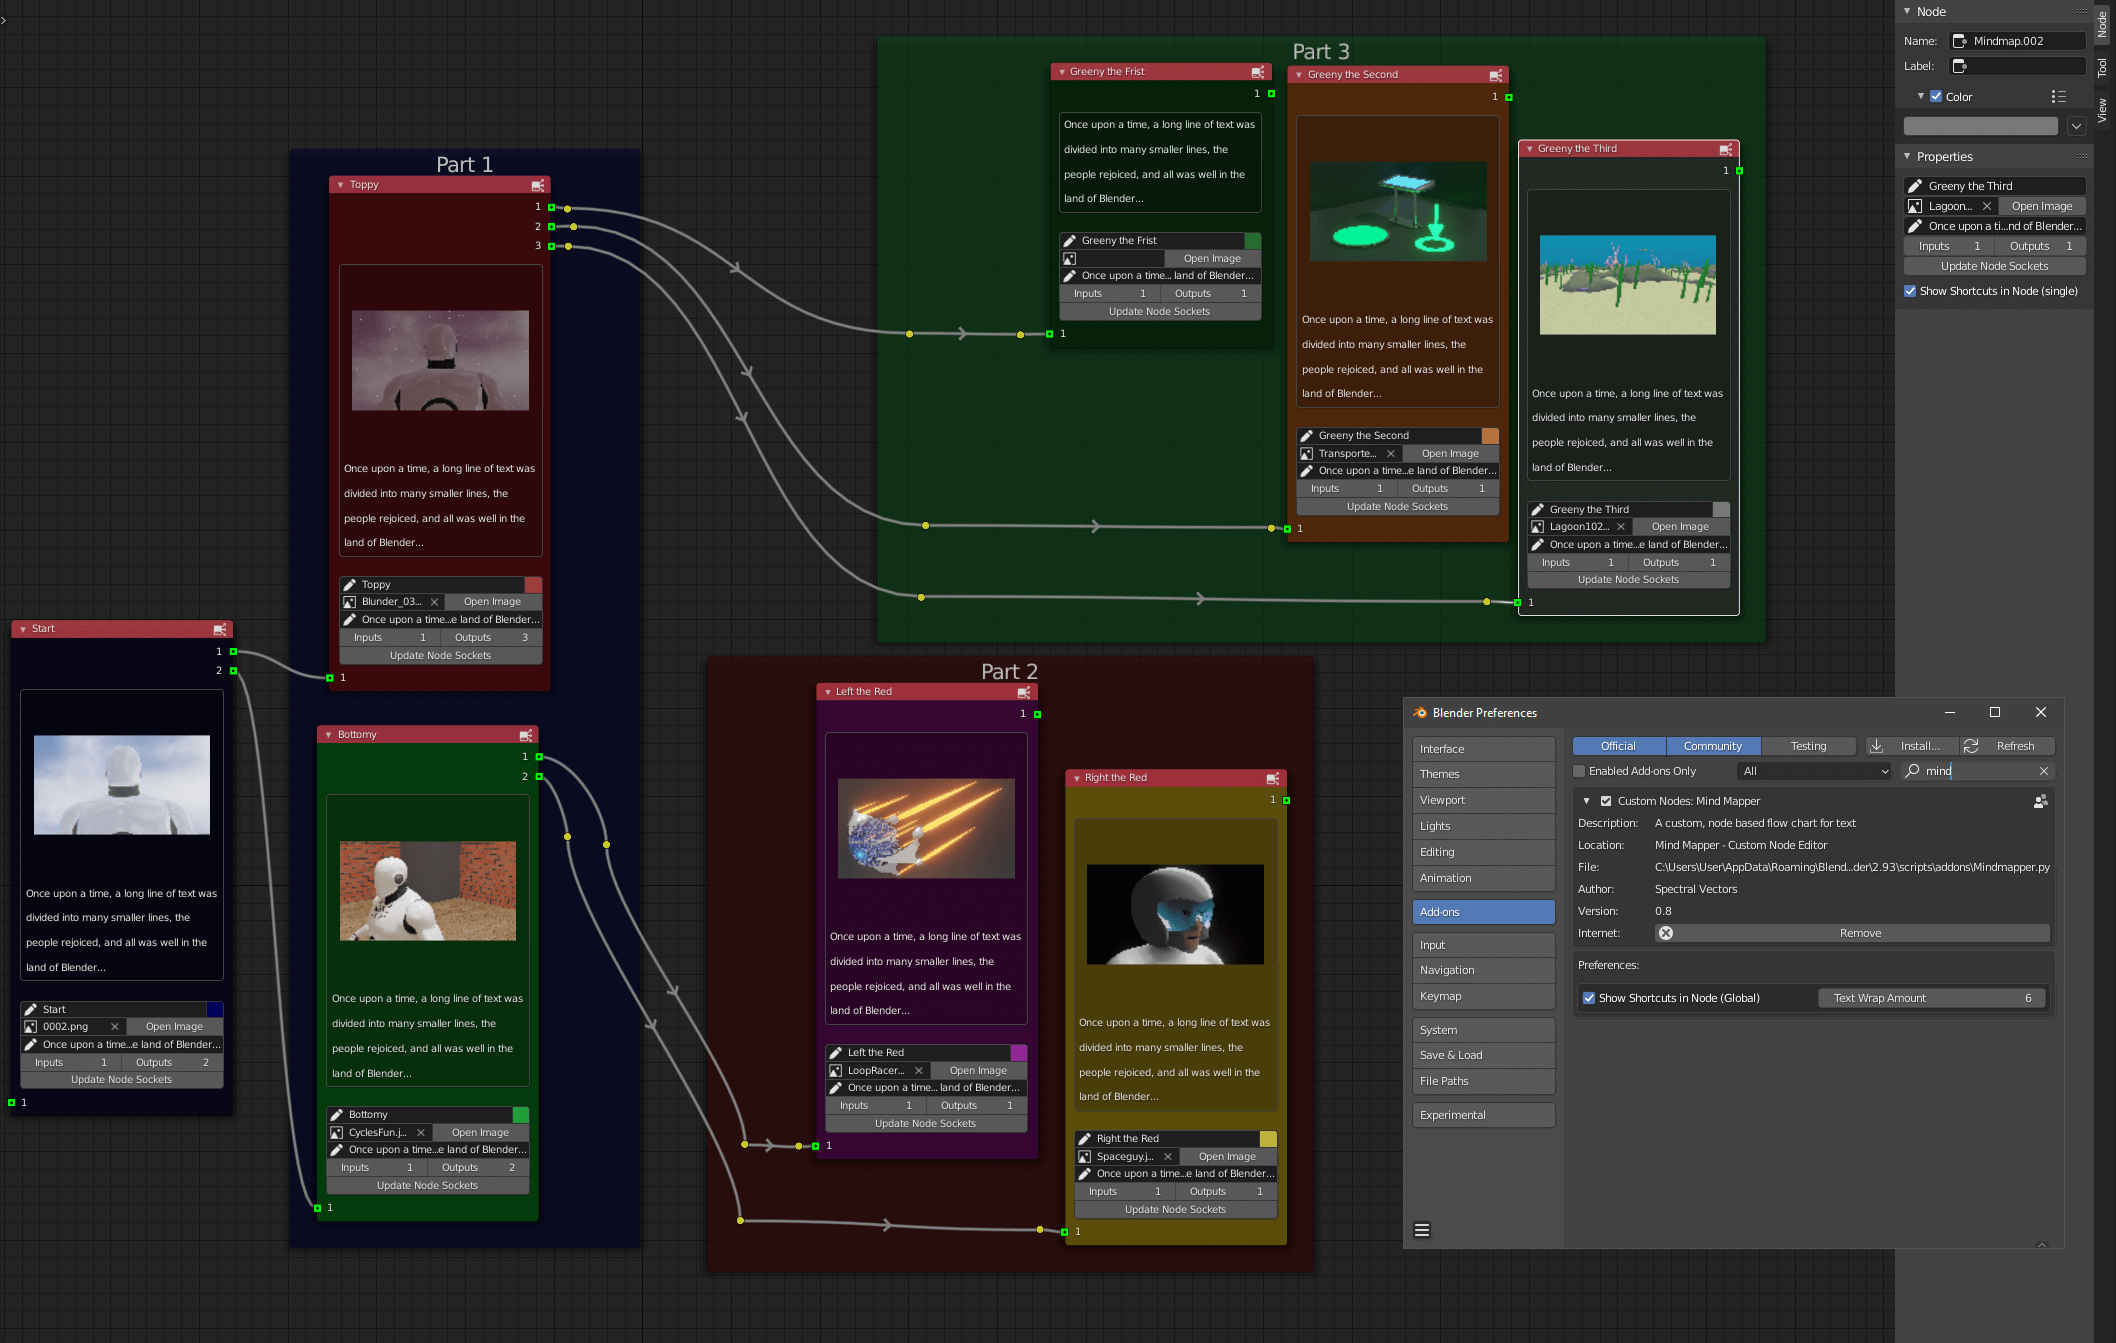 Part 1
Toppy
1
2
3
Once upon a time, a long line of text was
divided into many smaller lines, the
people rejoiced, and all was well in the
land of Blender...
Toppy
Blunder_03... Open Image
Once upon a time...e land of Blender...
Inputs 1 Outputs 3
Update Node Sockets
1
Start
1
2
Once upon a time, a long line of text was
divided into many smaller lines, the
people rejoiced, and all was well in the
land of Blender...
Start
0002.png Open Image
Once upon a time...e land of Blender...
Inputs 1 Outputs 2
Update Node Sockets
1
Bottomy
1
2
Once upon a time, a long line of text was
divided into many smaller lines, the
people rejoiced, and all was well in the
land of Blender...
Bottomy
CyclesFun.j... Open Image
Once upon a time...e land of Blender...
Inputs 1 Outputs 2
Update Node Sockets
1
Part 3
Greeny the Frist
1
Once upon a time, a long line of text was
divided into many smaller lines, the
people rejoiced, and all was well in the
land of Blender...
Greeny the Frist
Open Image
Once upon a time... land of Blender...
Inputs 1 Outputs 1
Update Node Sockets
1
Greeny the Second
1
Once upon a time, a long line of text was
divided into many smaller lines, the
people rejoiced, and all was well in the
land of Blender...
Greeny the Second
Transporte... Open Image
Once upon a time...e land of Blender...
Inputs 1 Outputs 1
Update Node Sockets
1
Greeny the Third
1
Once upon a time, a long line of text was
divided into many smaller lines, the
people rejoiced, and all was well in the
land of Blender...
Greeny the Third
Lagoon102... Open Image
Once upon a time...e land of Blender...
Inputs 1 Outputs 1
Update Node Sockets
1
Part 2
Left the Red
1
Once upon a time, a long line of text was
divided into many smaller lines, the
people rejoiced, and all was well in the
land of Blender...
Left the Red
LoopRacer... Open Image
Once upon a time... land of Blender...
Inputs 1 Outputs 1
Update Node Sockets
1
Right the Red
1
Once upon a time, a long line of text was
divided into many smaller lines, the
people rejoiced, and all was well in the
land of Blender...
Right the Red
Spaceguy.j... Open Image
Once upon a time...e land of Blender...
Inputs 1 Outputs 1
Update Node Sockets
1
Node
Name: Mindmap.002
Label:
Color
Properties
Greeny the Third
Lagoon... Open Image
Once upon a ti...nd of Blender...
Inputs 1 Outputs 1
Update Node Sockets
Show Shortcuts in Node (single)
Node
Tool
View
Blender Preferences
Interface
Themes
Viewport
Lights
Editing
Animation
Add-ons
Input
Navigation
Keymap
System
Save & Load
File Paths
Experimental
Official Community Testing Install... Refresh
Enabled Add-ons Only All mind
Custom Nodes: Mind Mapper
Description: A custom, node based flow chart for text
Location: Mind Mapper - Custom Node Editor
File: C:\Users\User\AppData\Roaming\Blend...der\2.93\scripts\addons\Mindmapper.py
Author: Spectral Vectors
Version: 0.8
Internet: Remove
Preferences:
Show Shortcuts in Node (Global) Text Wrap Amount 6